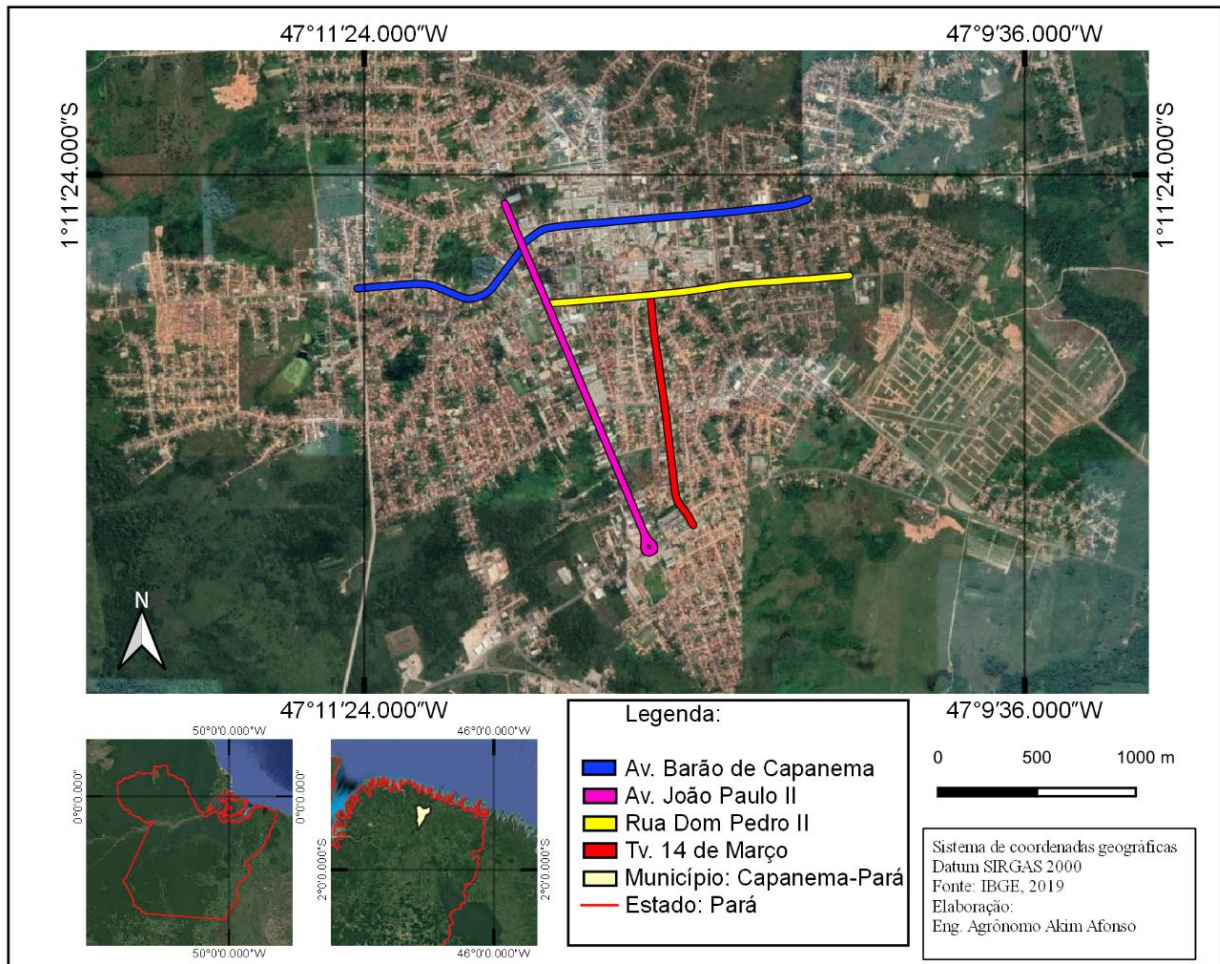 47°11'24.000"W
47°9'36.000"W
1°11'24.000"S
1°11'24.000"S
N
47°11'24.000"W
47°9'36.000"W
50°0'0.000"W
0°0'0.000"
0°0'0.000"
50°0'0.000"W
46°0'0.000"W
2°0'0.000"S
2°0'0.000"S
46°0'0.000"W
Legenda:
Av. Barão de Capanema
Av. João Paulo II
Rua Dom Pedro II
Tv. 14 de Março
Município: Capanema-Pará
Estado: Pará
0 500 1000 m
Sistema de coordenadas geográficas
Datum SIRGAS 2000
Fonte: IBGE, 2019
Elaboração:
Eng. Agrônomo Akim Afonso